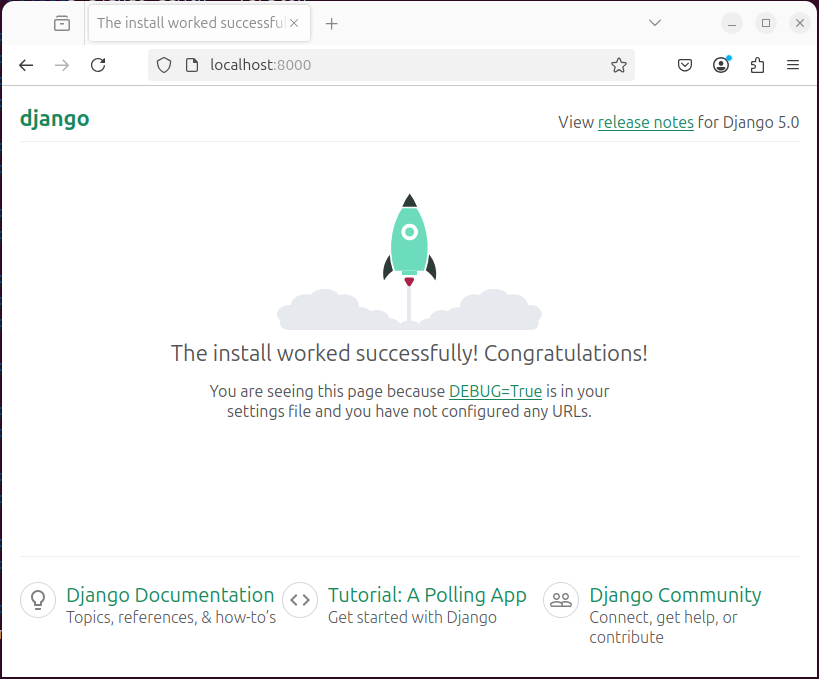 The install worked successfu
localhost:8000
django
View release notes for Django 5.0
The install worked successfully! Congratulations!
You are seeing this page because DEBUG=True is in your
settings file and you have not configured any URLs.
Django Documentation
Topics, references, & how-to’s
Tutorial: A Polling App
Get started with Django
Django Community
Connect, get help, or
contribute